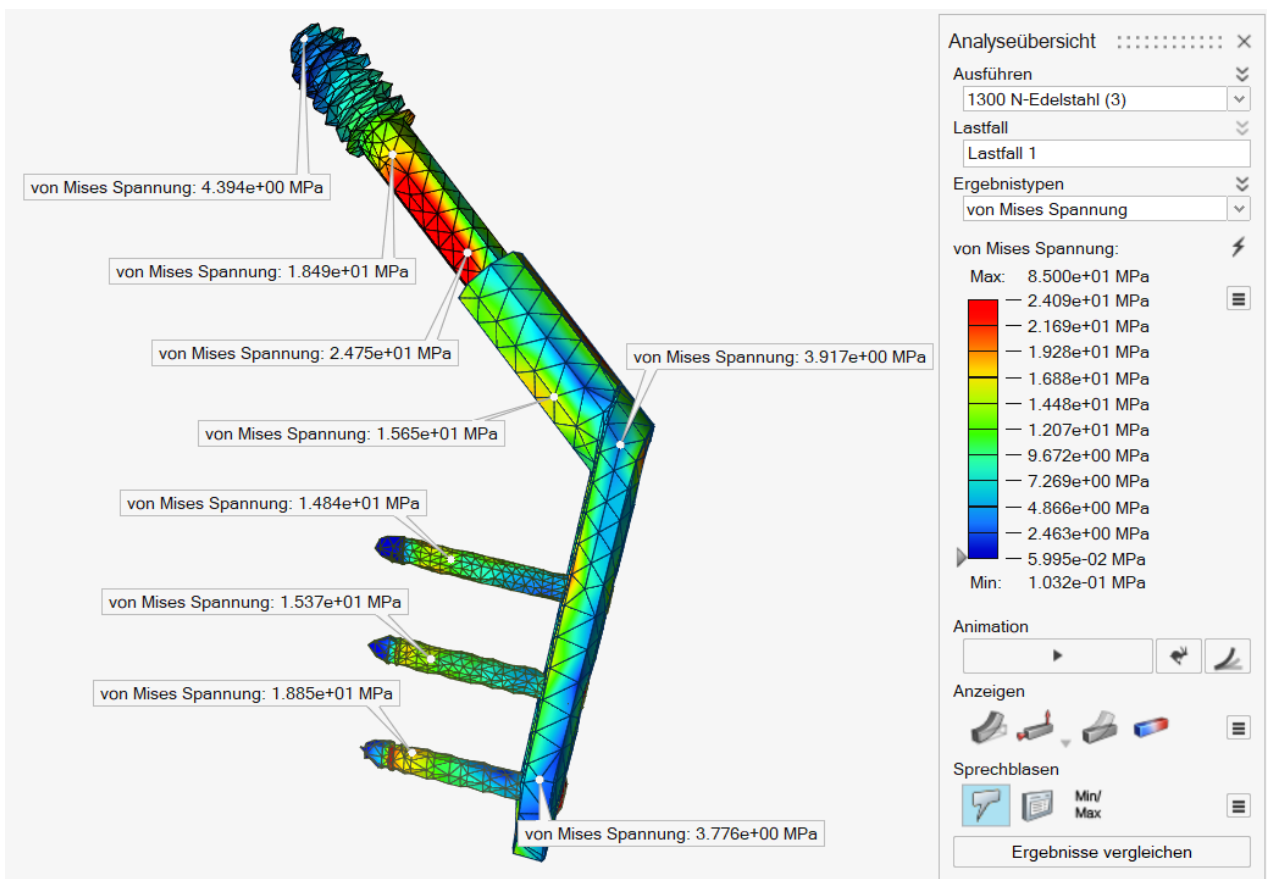 von Mises Spannung: 4.394e+00 MPa
von Mises Spannung: 1.849e+01 MPa
von Mises Spannung: 2.475e+01 MPa
von Mises Spannung: 3.917e+00 MPa
von Mises Spannung: 1.565e+01 MPa
von Mises Spannung: 1.484e+01 MPa
von Mises Spannung: 1.537e+01 MPa
von Mises Spannung: 1.885e+01 MPa
von Mises Spannung: 3.776e+00 MPa
Analyseübersicht
Ausführen
1300 N-Edelstahl (3)
Lastfall
Lastfall 1
Ergebnistypen
von Mises Spannung
von Mises Spannung:
Max: 8.500e+01 MPa
2.409e+01 MPa
2.169e+01 MPa
1.928e+01 MPa
1.688e+01 MPa
1.448e+01 MPa
1.207e+01 MPa
9.672e+00 MPa
7.269e+00 MPa
4.866e+00 MPa
2.463e+00 MPa
5.995e-02 MPa
Min: 1.032e-01 MPa
Animation
Anzeigen
Sprechblasen
Min/
Max
Ergebnisse vergleichen